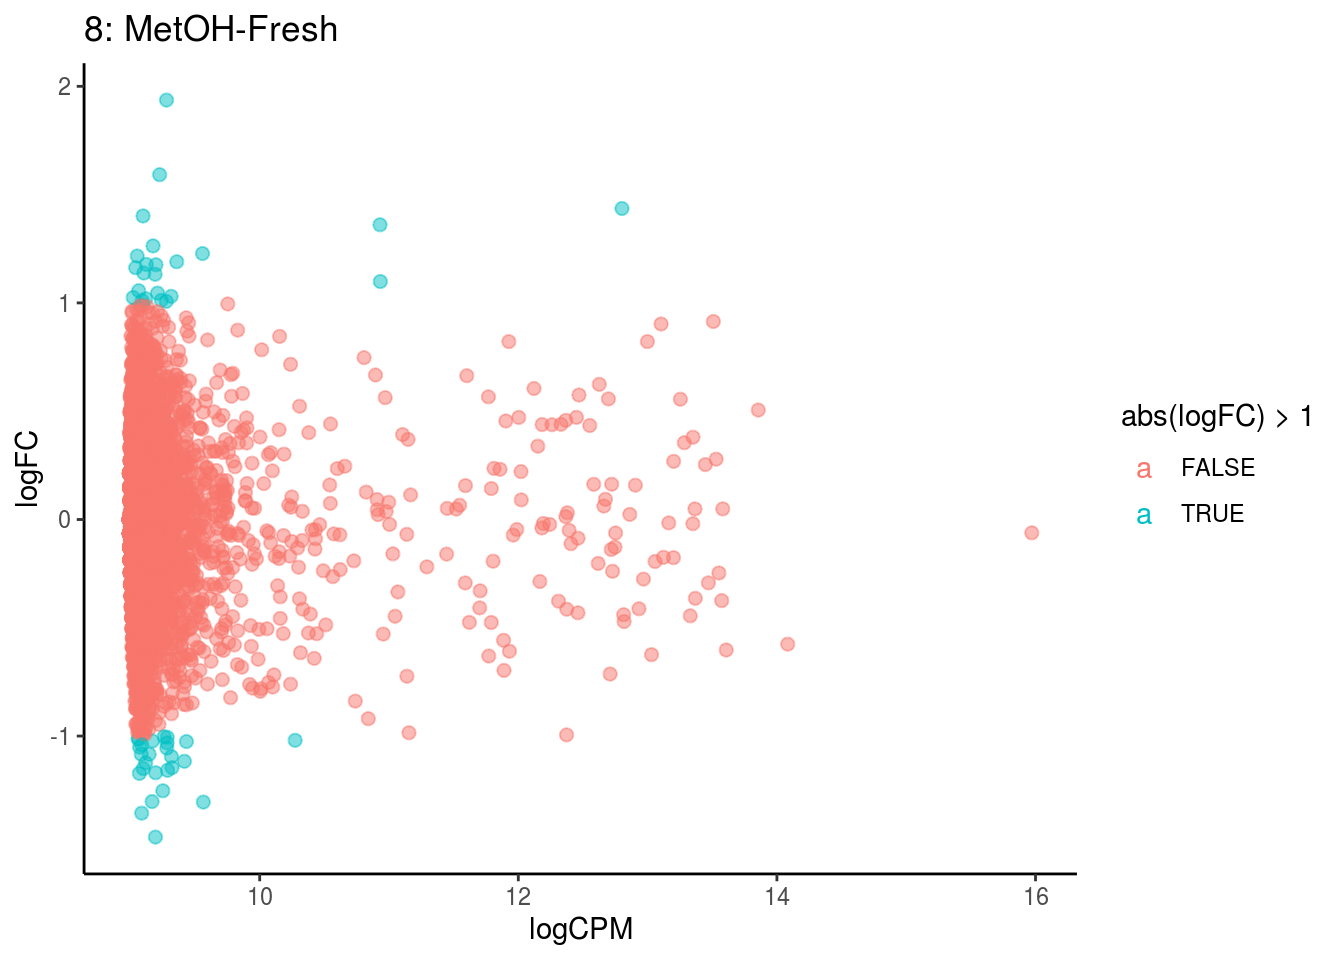 8: MetOH-Fresh
2
1
0
-1
logFC
10
12
14
16
logCPM
abs(logFC) > 1
a FALSE
a TRUE